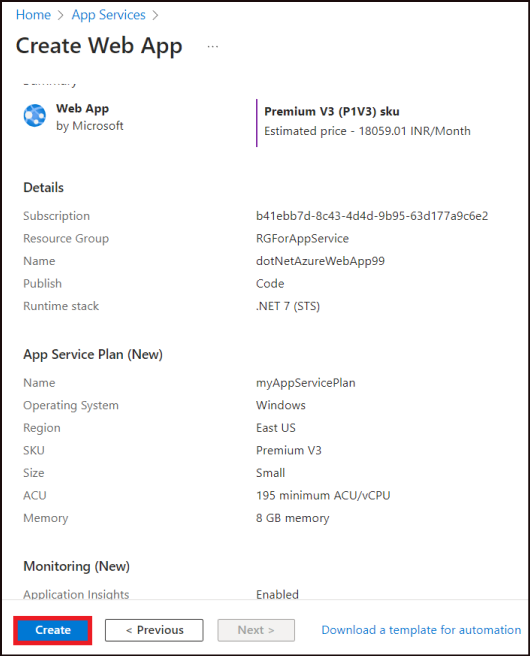 Home > App Services >
Create Web App ...
Summary
Web App
by Microsoft
Premium V3 (P1V3) sku
Estimated price - 18059.01 INR/Month
Details
Subscription b41ebb7d-8c43-4d4d-9b95-63d177a9c6e2
Resource Group RGForAppService
Name dotNetAzureWebApp99
Publish Code
Runtime stack .NET 7 (STS)
App Service Plan (New)
Name myAppServicePlan
Operating System Windows
Region East US
SKU Premium V3
Size Small
ACU 195 minimum ACU/vCPU
Memory 8 GB memory
Monitoring (New)
Application Insights Enabled
Create < Previous Next > Download a template for automation